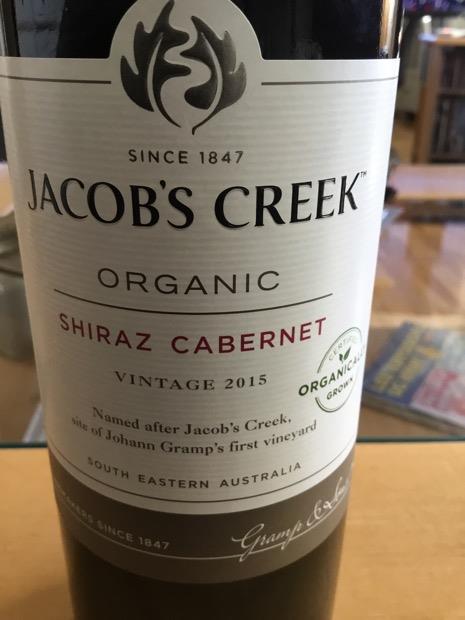 SINCE 1847
JACOB'S CREEK™
ORGANIC
SHIRAZ CABERNET
VINTAGE 2015
CERTIFIED
ORGANICALLY
GROWN
Named after Jacob's Creek,
site of Johann Gramp's first vineyard
SOUTH EASTERN AUSTRALIA
SINCE 1847
Gramp &